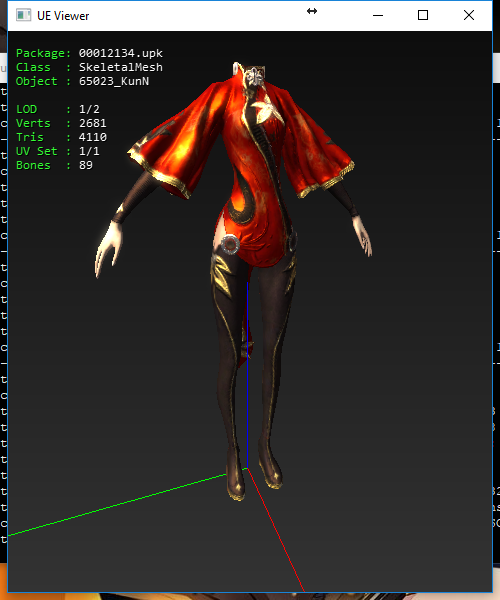 UE Viewer
Package: 00012134.upk
Class : SkeletalMesh
Object : 65023_KunN
LOD : 1/2
Verts : 2681
Tris : 4110
UV Set : 1/1
Bones : 89